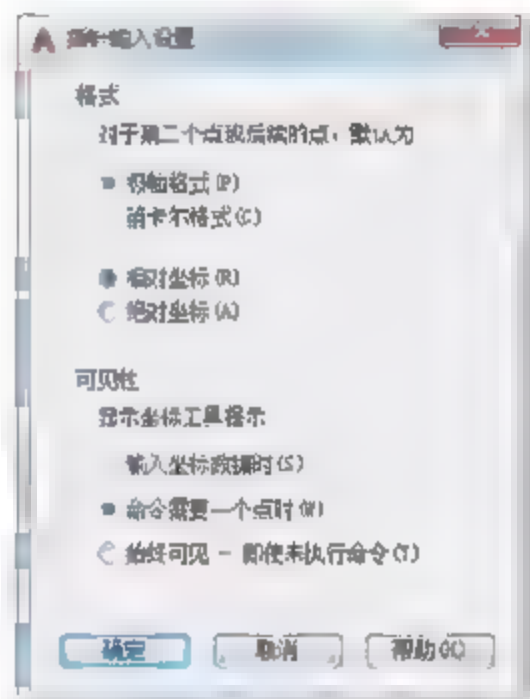 指针输入设置
格式
对于第二个点或后续的点，默认为
极轴格式(P)
笛卡尔格式(C)
相对坐标(R)
绝对坐标(A)
可见性
显示坐标工具提示
输入坐标数据时(S)
命令需要一个点时(W)
始终可见 - 即使未执行命令(Y)
确定
取消
帮助(H)